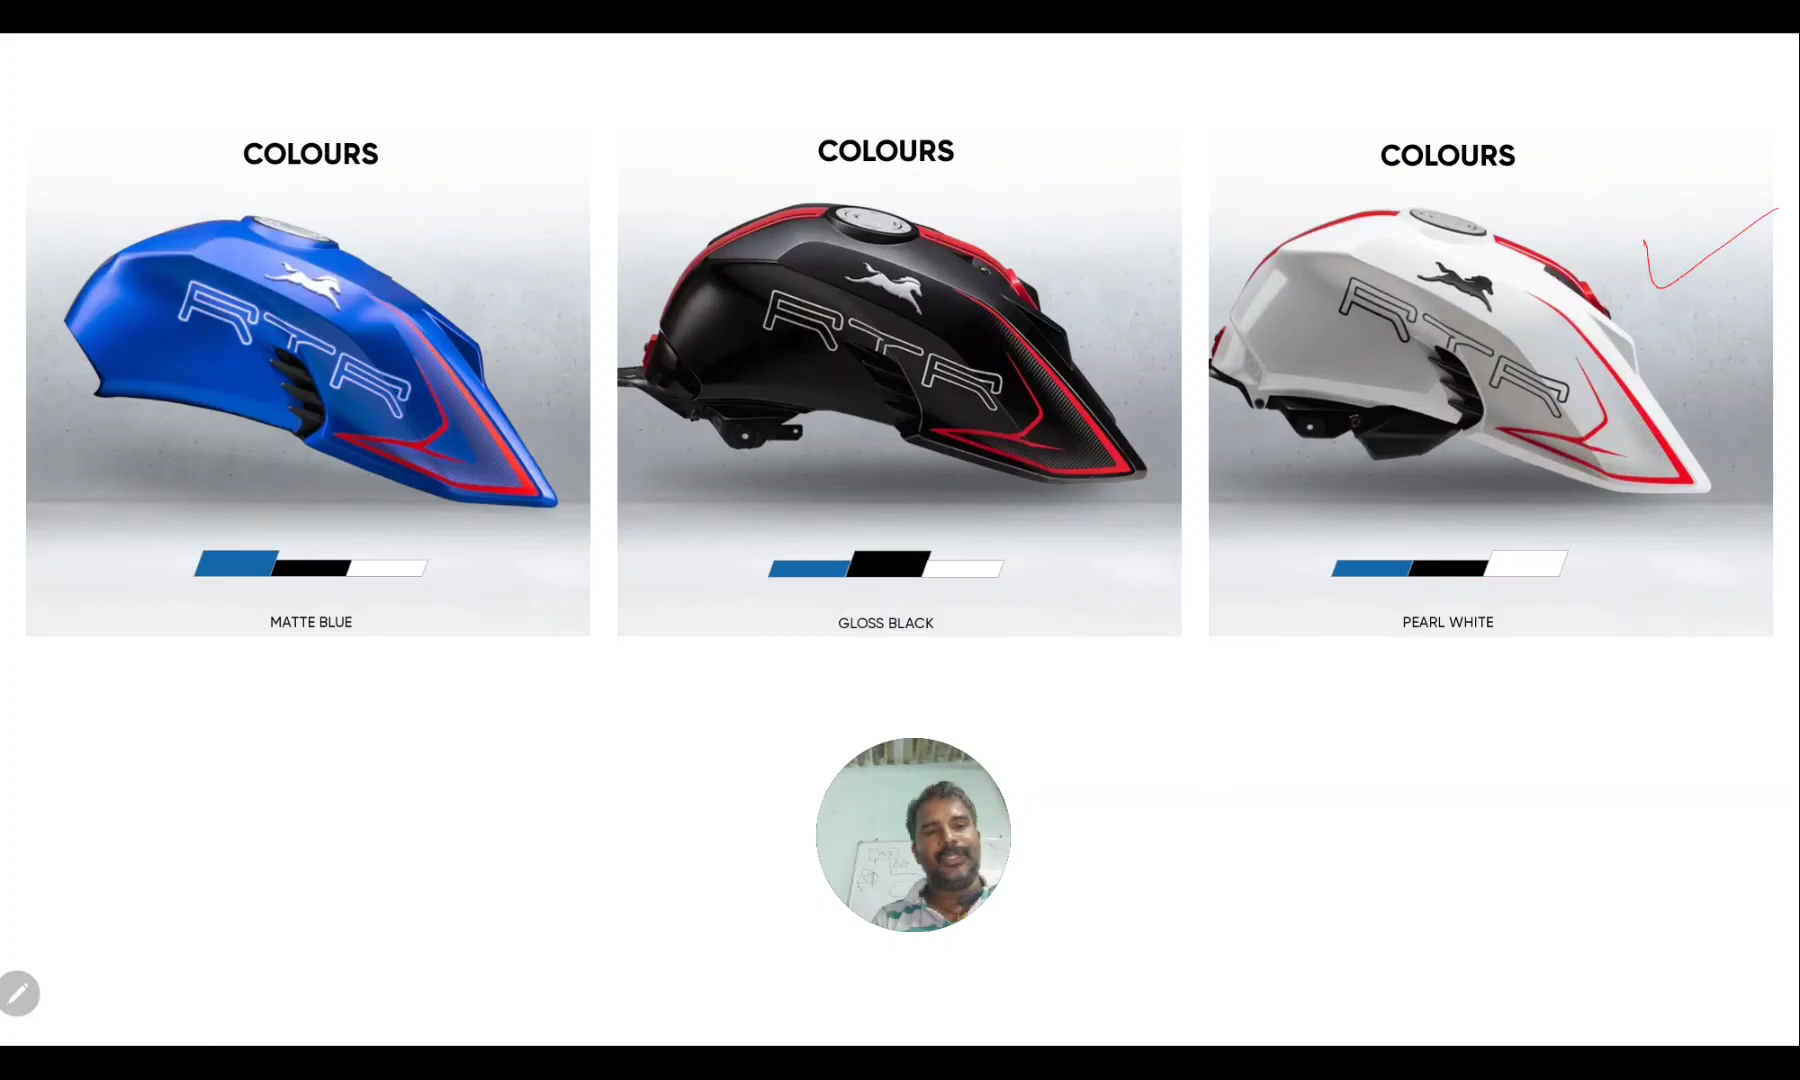 COLOURS
RTR
MATTE BLUE
COLOURS
RTR
GLOSS BLACK
COLOURS
RTR
PEARL WHITE